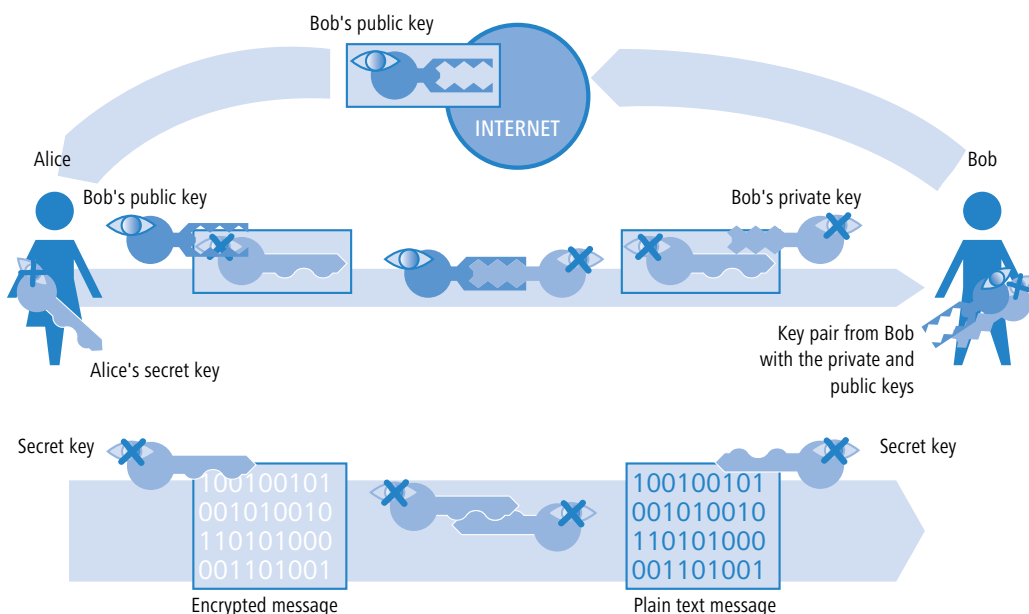 Bob's public key
INTERNET
Alice
Bob
Bob's public key
Bob's private key
Alice's secret key
Key pair from Bob
with the private and
public keys
Secret key
Secret key
100100101
001010010
110101000
001101001
100100101
001010010
110101000
001101001
Encrypted message
Plain text message